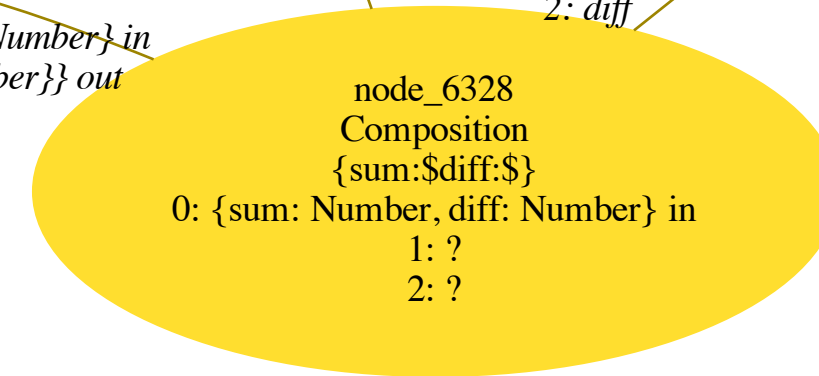 2: diff
Number} in
ber}} out
node_6328
Composition
{sum:$diff:$}
0: {sum: Number, diff: Number} in
1: ?
2: ?